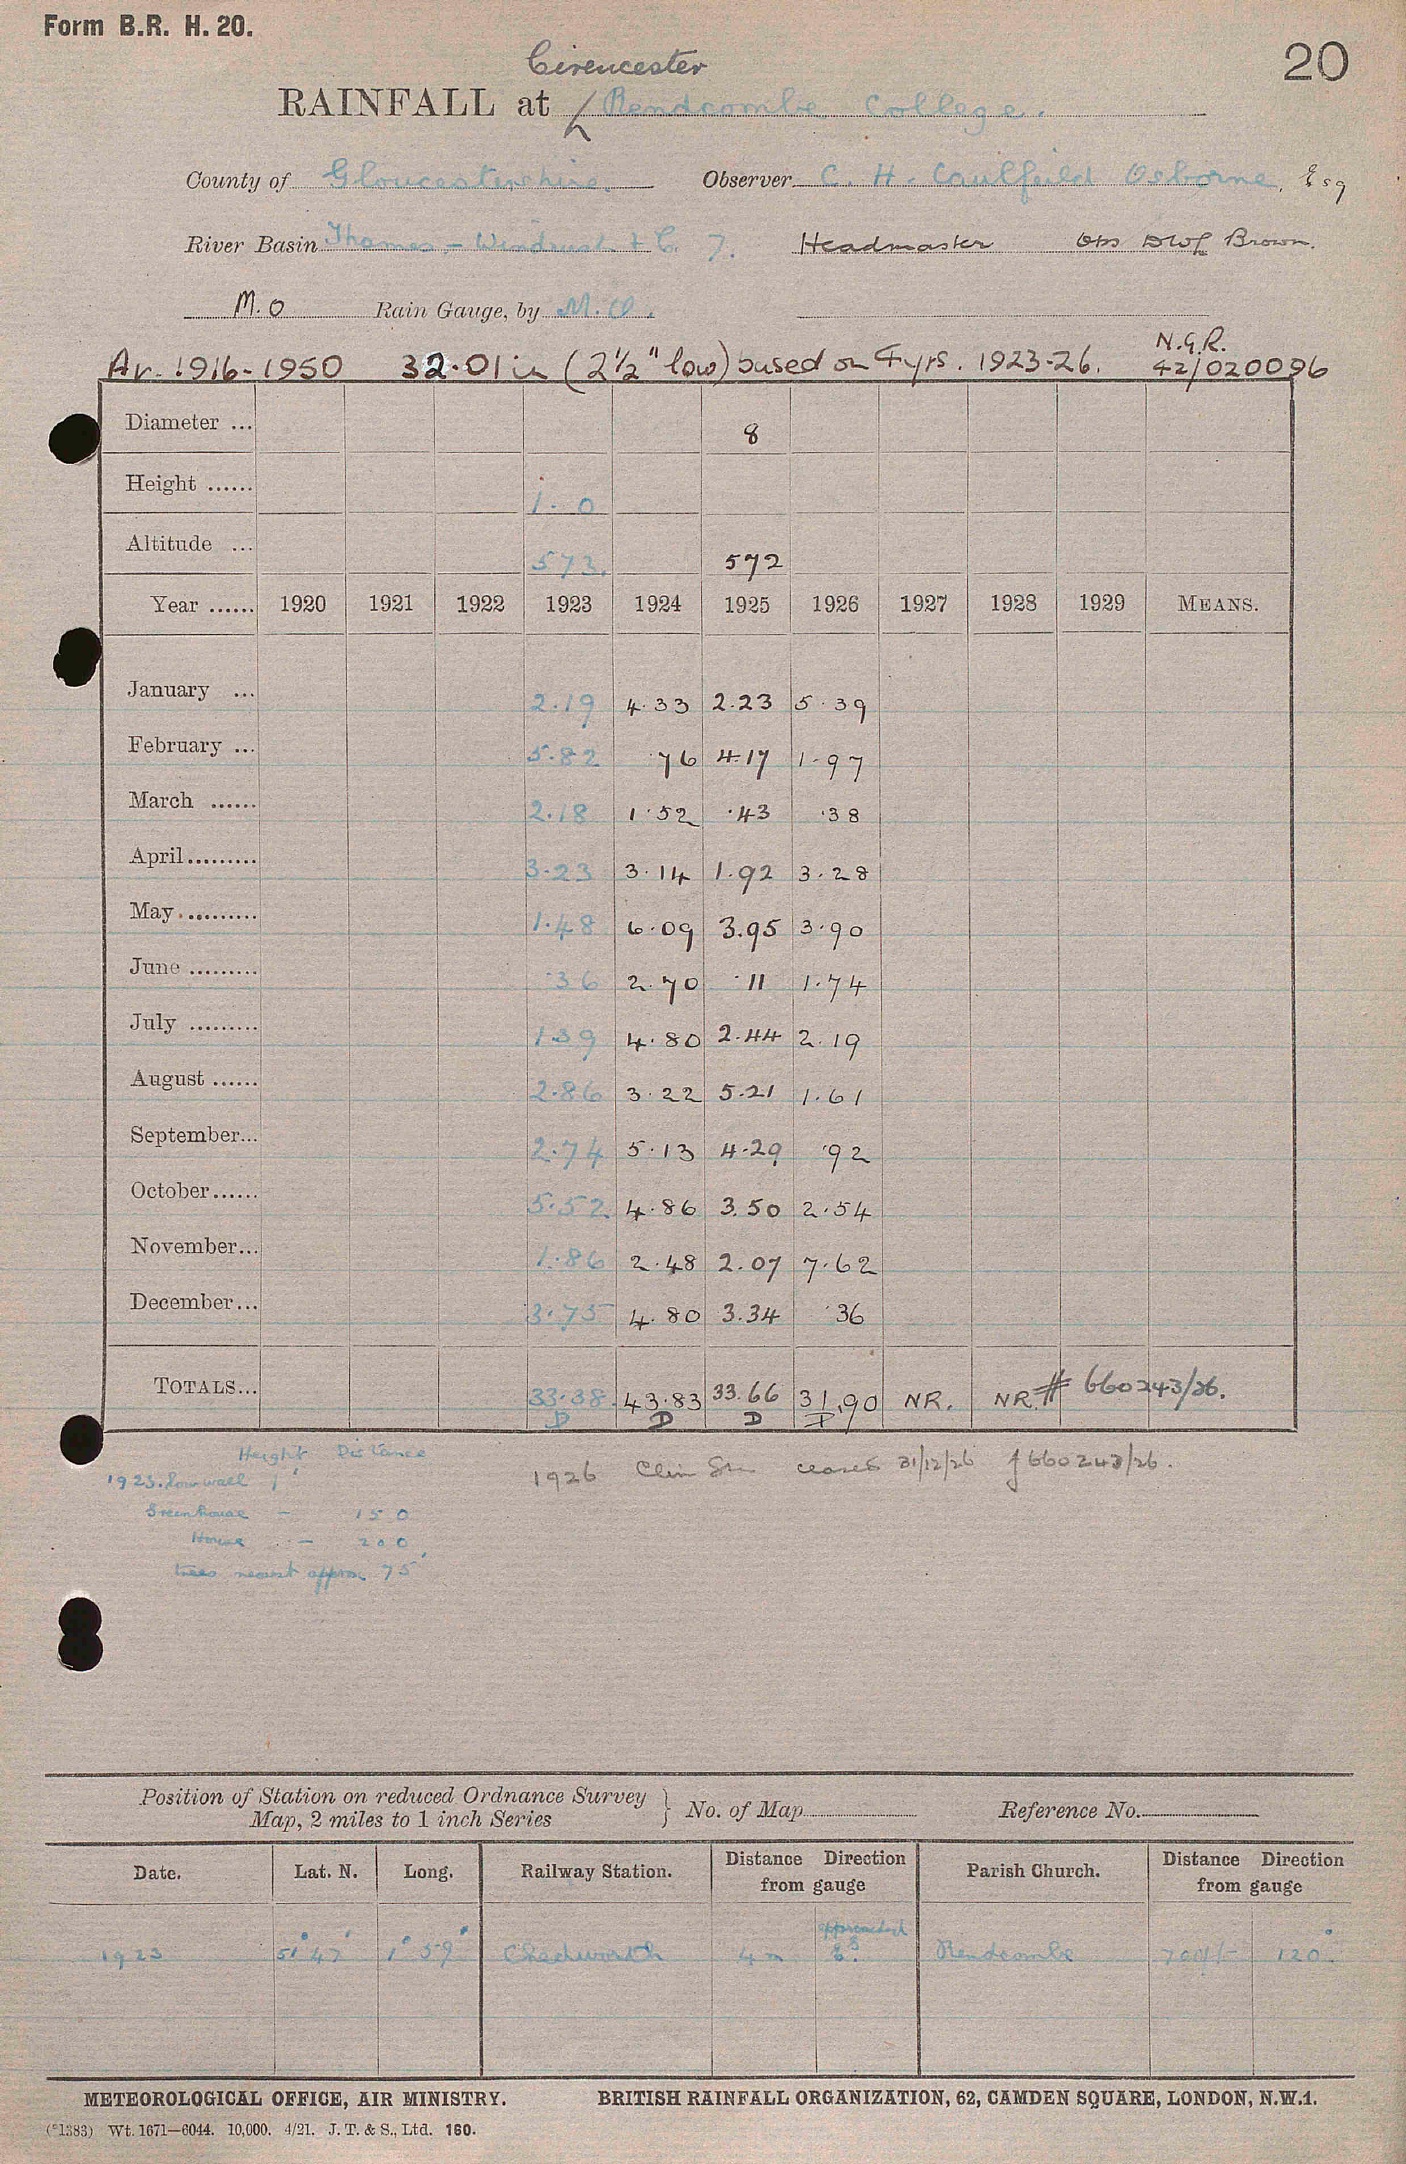 Form B.R. H. 20.
20
Cirencester
RAINFALL at Rendcombe College.
County of Gloucestershire. Observer C. H. Caulfeild Osborne, Esq
River Basin Thames - Windrush & C. 7. Headmaster Obs DWL Brown.
M.O Rain Gauge, by M.O.
N.G.R.
Av. 1916-1950 32.01 in (2½" low) based on 4 yrs. 1923-26. 42/020096
Diameter ... 8
Height ...... 1. 0
Altitude ... 573. 572
Year ...... 1920 1921 1922 1923 1924 1925 1926 1927 1928 1929 MEANS.
January ... 2.19 4.33 2.23 5.39
February ... 5.82 .76 4.17 1.97
March ...... 2.18 1.52 .43 .38
April......... 3.23 3.14 1.92 3.28
May........... 1.48 6.09 3.95 3.90
June ......... .36 2.70 .11 1.74
July ......... 1.39 4.80 2.44 2.19
August ...... 2.86 3.22 5.21 1.61
September... 2.74 5.13 4.29 .92
October...... 5.52 4.86 3.50 2.54
November... 1.86 2.48 2.07 7.62
December... 3.75 4.80 3.34 .36
TOTALS... 33.38. 43.83 33.66 31.90 NR. NR. # 660243/26.
D D D D
Height Distance
1923. wall 1'
Greenhouse - 150
House - 200
trees nearest approx. 75'
1926 Clim Stn ceased 31/12/26 f 660243/26.
Position of Station on reduced Ordnance Survey
Map, 2 miles to 1 inch Series } No. of Map Reference No.
Date. Lat. N. Long. Railway Station. Distance Direction from gauge Parish Church. Distance Direction from gauge
1923 51° 47' 1° 59' Chedworth 4 m E. Rendcombe 700ft 120°
METEOROLOGICAL OFFICE, AIR MINISTRY. BRITISH RAINFALL ORGANIZATION, 62, CAMDEN SQUARE, LONDON, N.W.1.
(°1383) Wt. 1671—6044. 10,000. 4/21. J. T. & S., Ltd. 160.